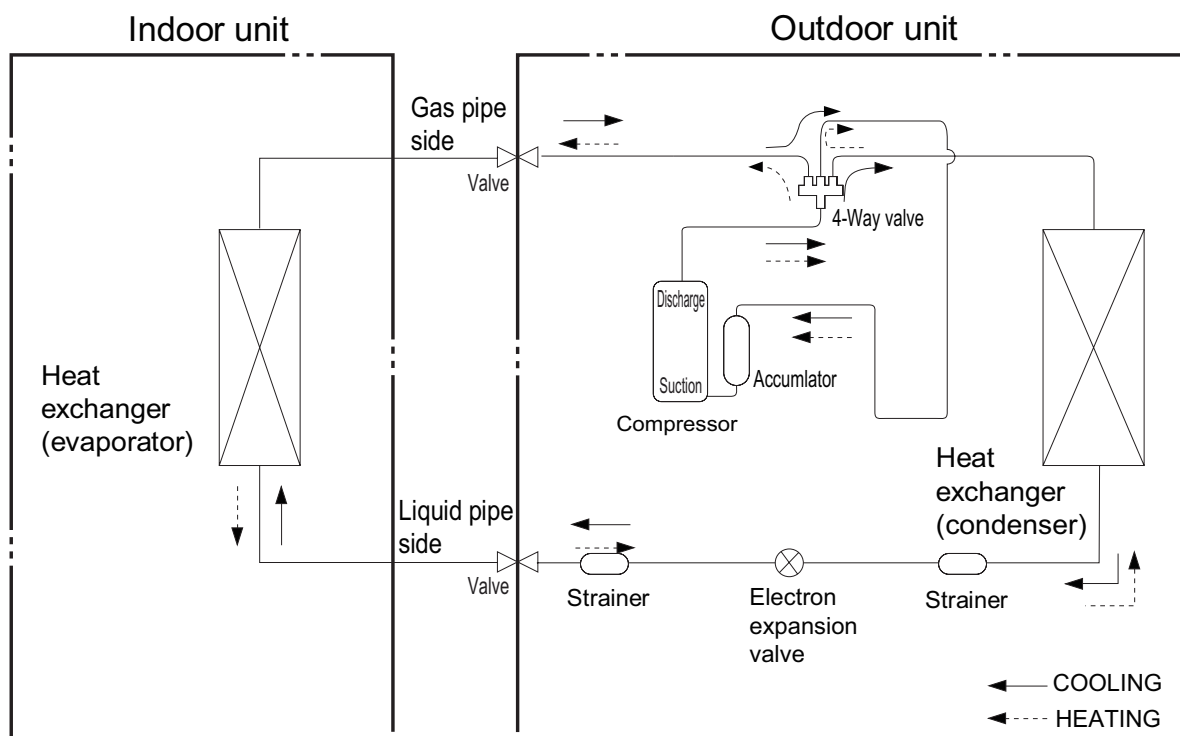 Indoor unit
Outdoor unit
Gas pipe
side
Valve
4-Way valve
Discharge
Suction
Accumlator
Compressor
Heat
exchanger
(evaporator)
Heat
exchanger
(condenser)
Liquid pipe
side
Valve
Strainer
Electron
expansion
valve
Strainer
COOLING
HEATING